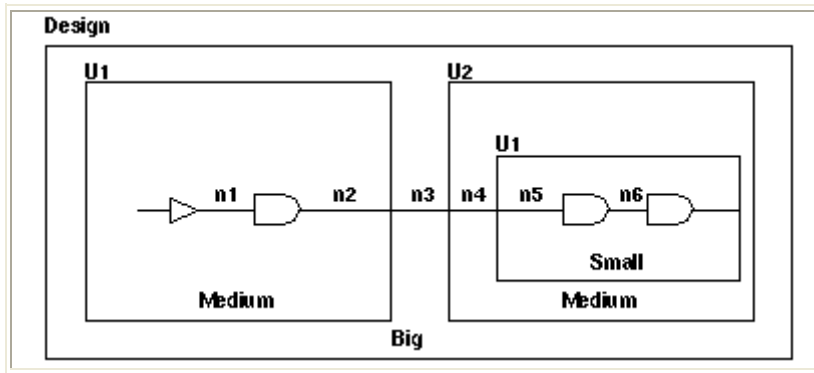 Design
U1 U2
U1
n1 n2 n3 n4 n5 n6
Small
Medium Medium
Big